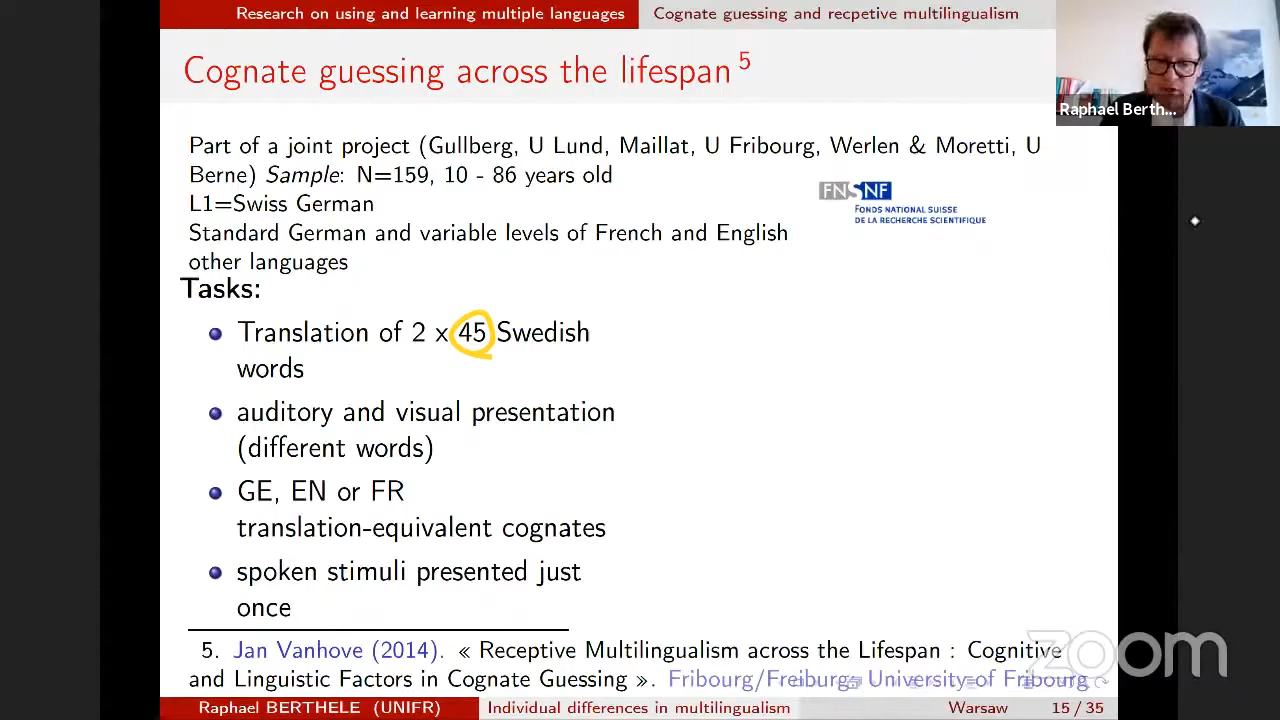 Research on using and learning multiple languages
Cognate guessing and recpetive multilingualism
Cognate guessing across the lifespan 5
Raphael Berth...
Part of a joint project (Gullberg, U Lund, Maillat, U Fribourg, Werlen & Moretti, U
Berne) Sample: N=159, 10 - 86 years old
L1=Swiss German
Standard German and variable levels of French and English
other languages
FNSNF
FONDS NATIONAL SUISSE
DE LA RECHERCHE SCIENTIFIQUE
Tasks:
Translation of 2 x 45 Swedish
words
auditory and visual presentation
(different words)
GE, EN or FR
translation-equivalent cognates
spoken stimuli presented just
once
5. Jan Vanhove (2014). « Receptive Multilingualism across the Lifespan : Cognitive
and Linguistic Factors in Cognate Guessing ». Fribourg/Freiburg: University of Fribourg
zoom
Raphael BERTHELE (UNIFR)
Individual differences in multilingualism
Warsaw
15 / 35